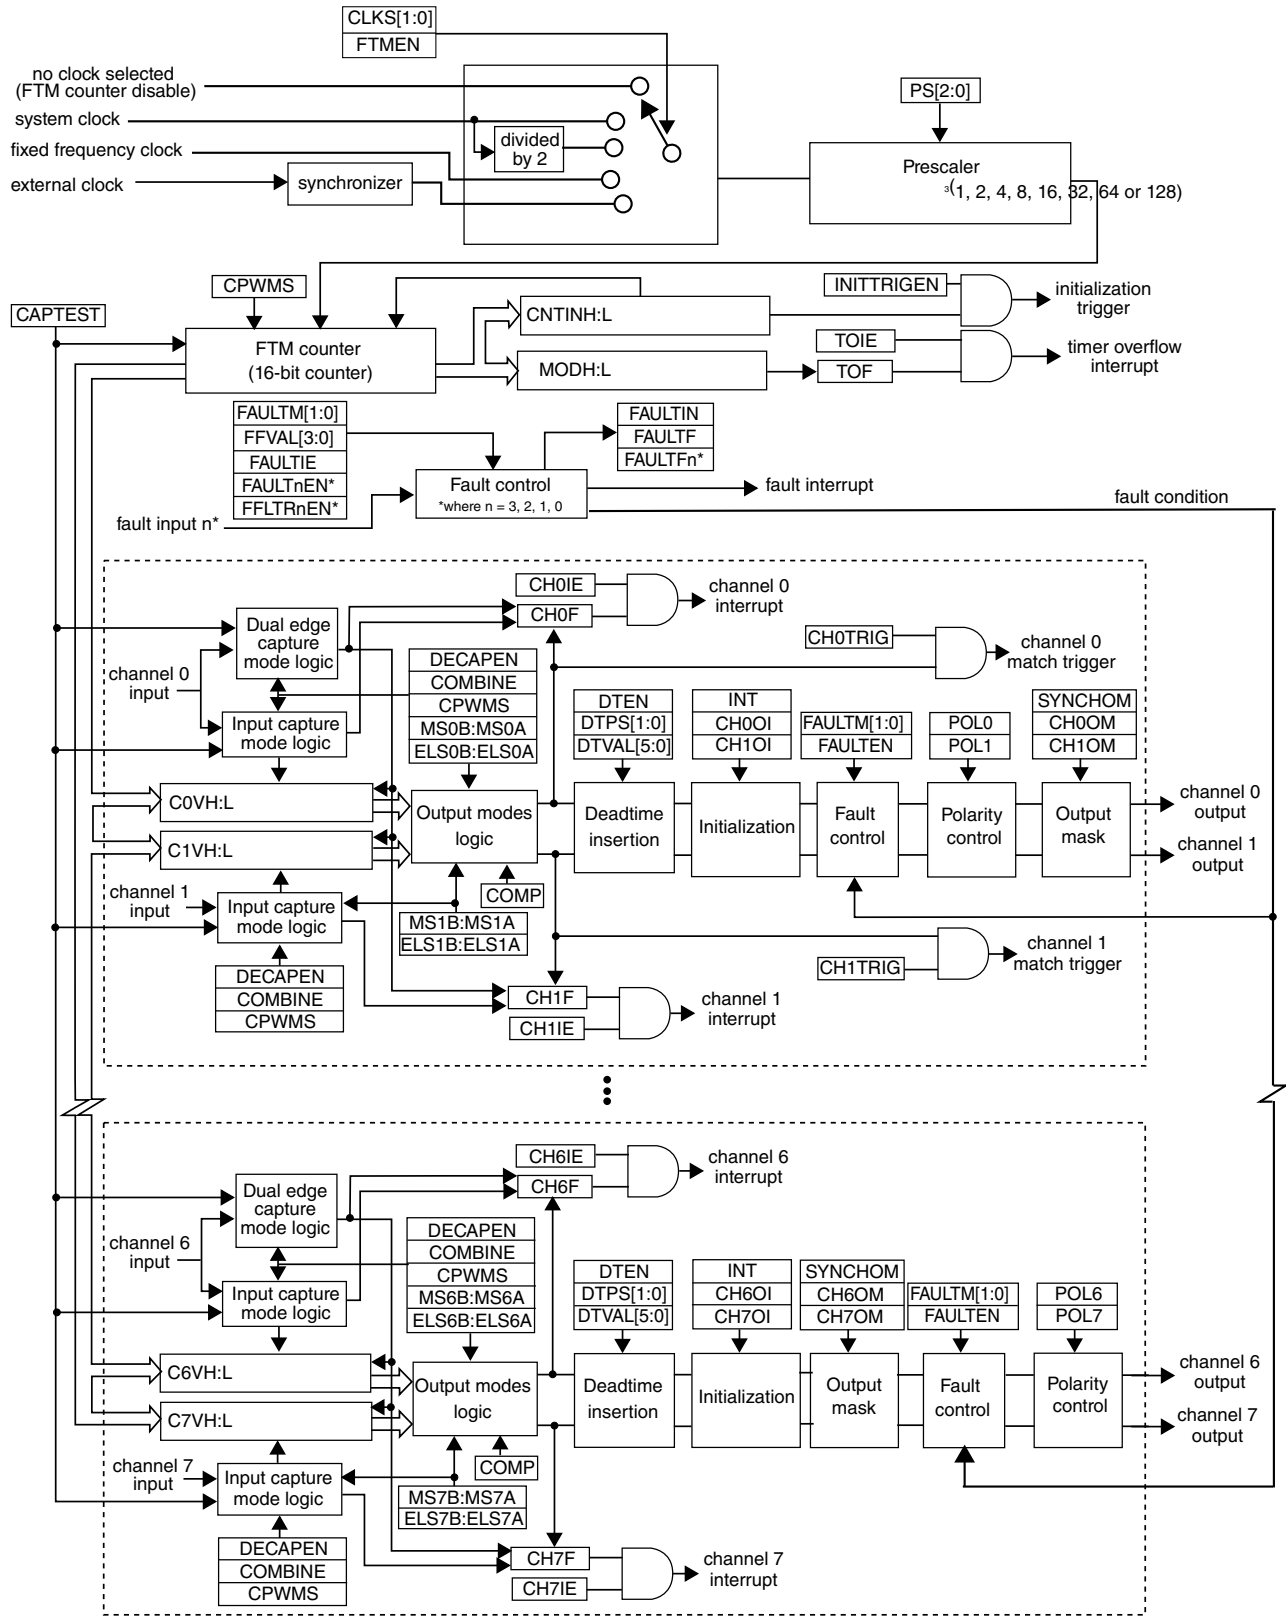 CLKS[1:0]
FTMEN
no clock selected
(FTM counter disable)
system clock
fixed frequency clock
external clock
divided
by 2
synchronizer
PS[2:0]
Prescaler
3(1, 2, 4, 8, 16, 32, 64 or 128)
CPWMS
CAPTEST
FTM counter
(16-bit counter)
CNTINH:L
MODH:L
INITTRIGEN
initialization
trigger
TOIE
TOF
timer overflow
interrupt
FAULTM[1:0]
FFVAL[3:0]
FAULTIE
FAULTnEN*
FFLTRnEN*
FAULTIN
FAULTF
FAULTFn*
Fault control
*where n = 3, 2, 1, 0
fault input n*
fault interrupt
fault condition
CH0IE
CH0F
channel 0
interrupt
Dual edge
capture
mode logic
channel 0
input
Input capture
mode logic
DECAPEN
COMBINE
CPWMS
MS0B:MS0A
ELS0B:ELS0A
CH0TRIG
channel 0
match trigger
DTEN
DTPS[1:0]
DTVAL[5:0]
INT
CH0OI
CH1OI
FAULTM[1:0]
FAULTEN
POL0
POL1
SYNCHOM
CH0OM
CH1OM
C0VH:L
C1VH:L
Output modes
logic
Deadtime
insertion
Initialization
Fault
control
Polarity
control
Output
mask
channel 0
output
channel 1
output
channel 1
input
Input capture
mode logic
COMP
MS1B:MS1A
ELS1B:ELS1A
DECAPEN
COMBINE
CPWMS
CH1TRIG
channel 1
match trigger
CH1F
CH1IE
channel 1
interrupt
CH6IE
CH6F
channel 6
interrupt
Dual edge
capture
mode logic
channel 6
input
Input capture
mode logic
DECAPEN
COMBINE
CPWMS
MS6B:MS6A
ELS6B:ELS6A
DTEN
DTPS[1:0]
DTVAL[5:0]
INT
CH6OI
CH7OI
SYNCHOM
CH6OM
CH7OM
FAULTM[1:0]
FAULTEN
POL6
POL7
C6VH:L
C7VH:L
Output modes
logic
Deadtime
insertion
Initialization
Output
mask
Fault
control
Polarity
control
channel 6
output
channel 7
output
channel 7
input
Input capture
mode logic
COMP
MS7B:MS7A
ELS7B:ELS7A
DECAPEN
COMBINE
CPWMS
CH7F
CH7IE
channel 7
interrupt